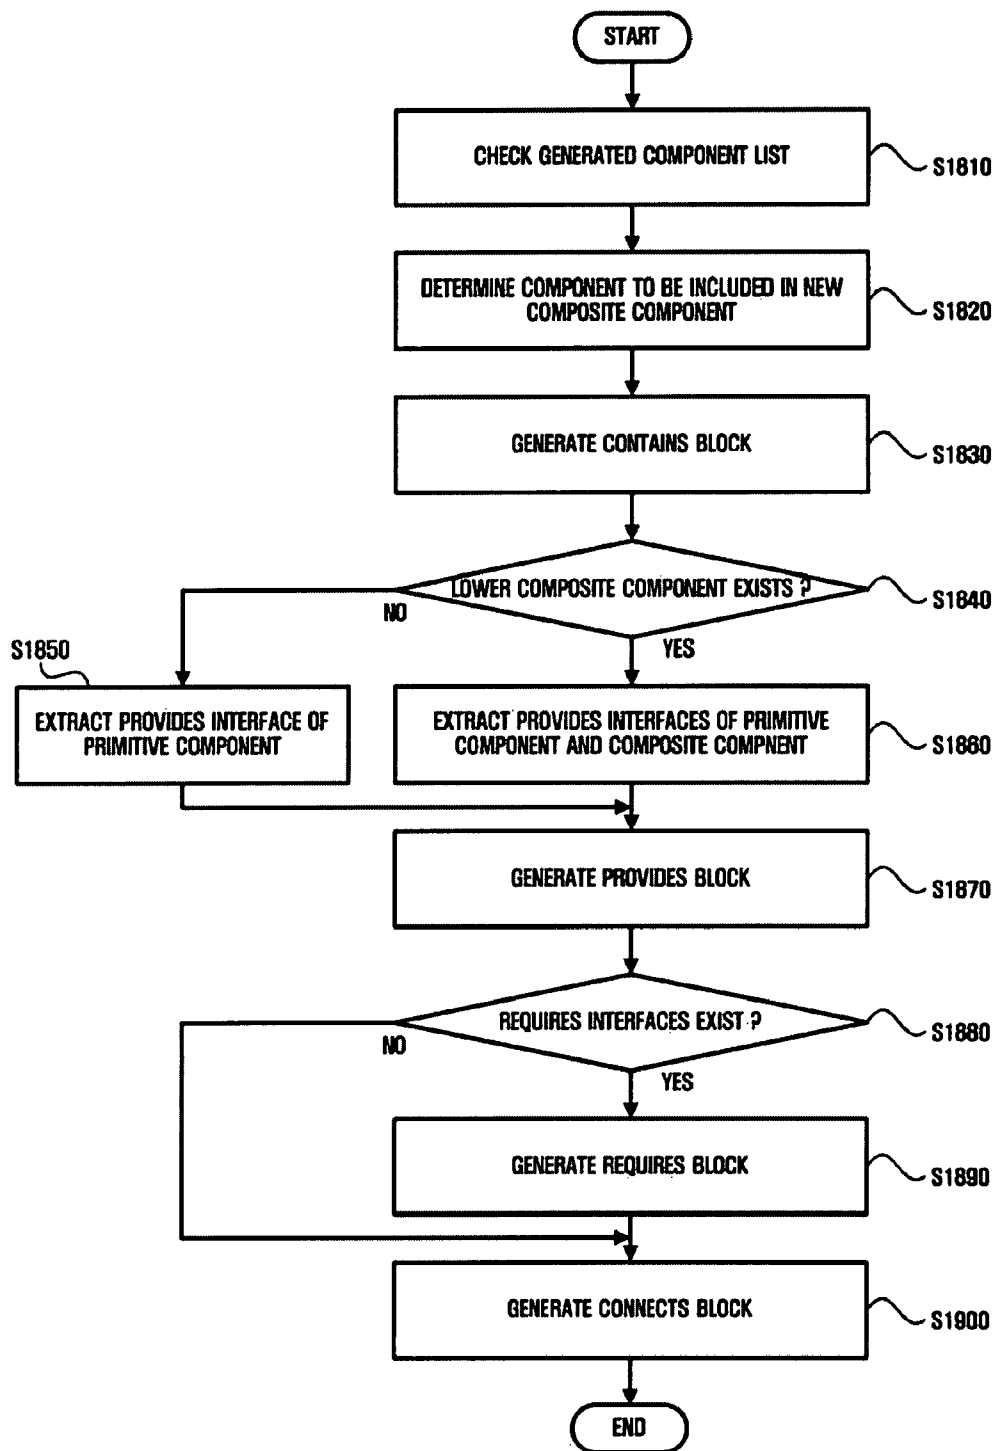 START
CHECK GENERATED COMPONENT LIST
S1810
DETERMINE COMPONENT TO BE INCLUDED IN NEW
COMPOSITE COMPONENT
S1820
GENERATE CONTAINS BLOCK
S1830
LOWER COMPOSITE COMPONENT EXISTS ?
S1840
NO
YES
S1850
EXTRACT PROVIDES INTERFACE OF
PRIMITIVE COMPONENT
EXTRACT PROVIDES INTERFACES OF PRIMITIVE
COMPONENT AND COMPOSITE COMPNENT
S1860
GENERATE PROVIDES BLOCK
S1870
REQUIRES INTERFACES EXIST ?
S1880
NO
YES
GENERATE REQUIRES BLOCK
S1890
GENERATE CONNECTS BLOCK
S1900
END